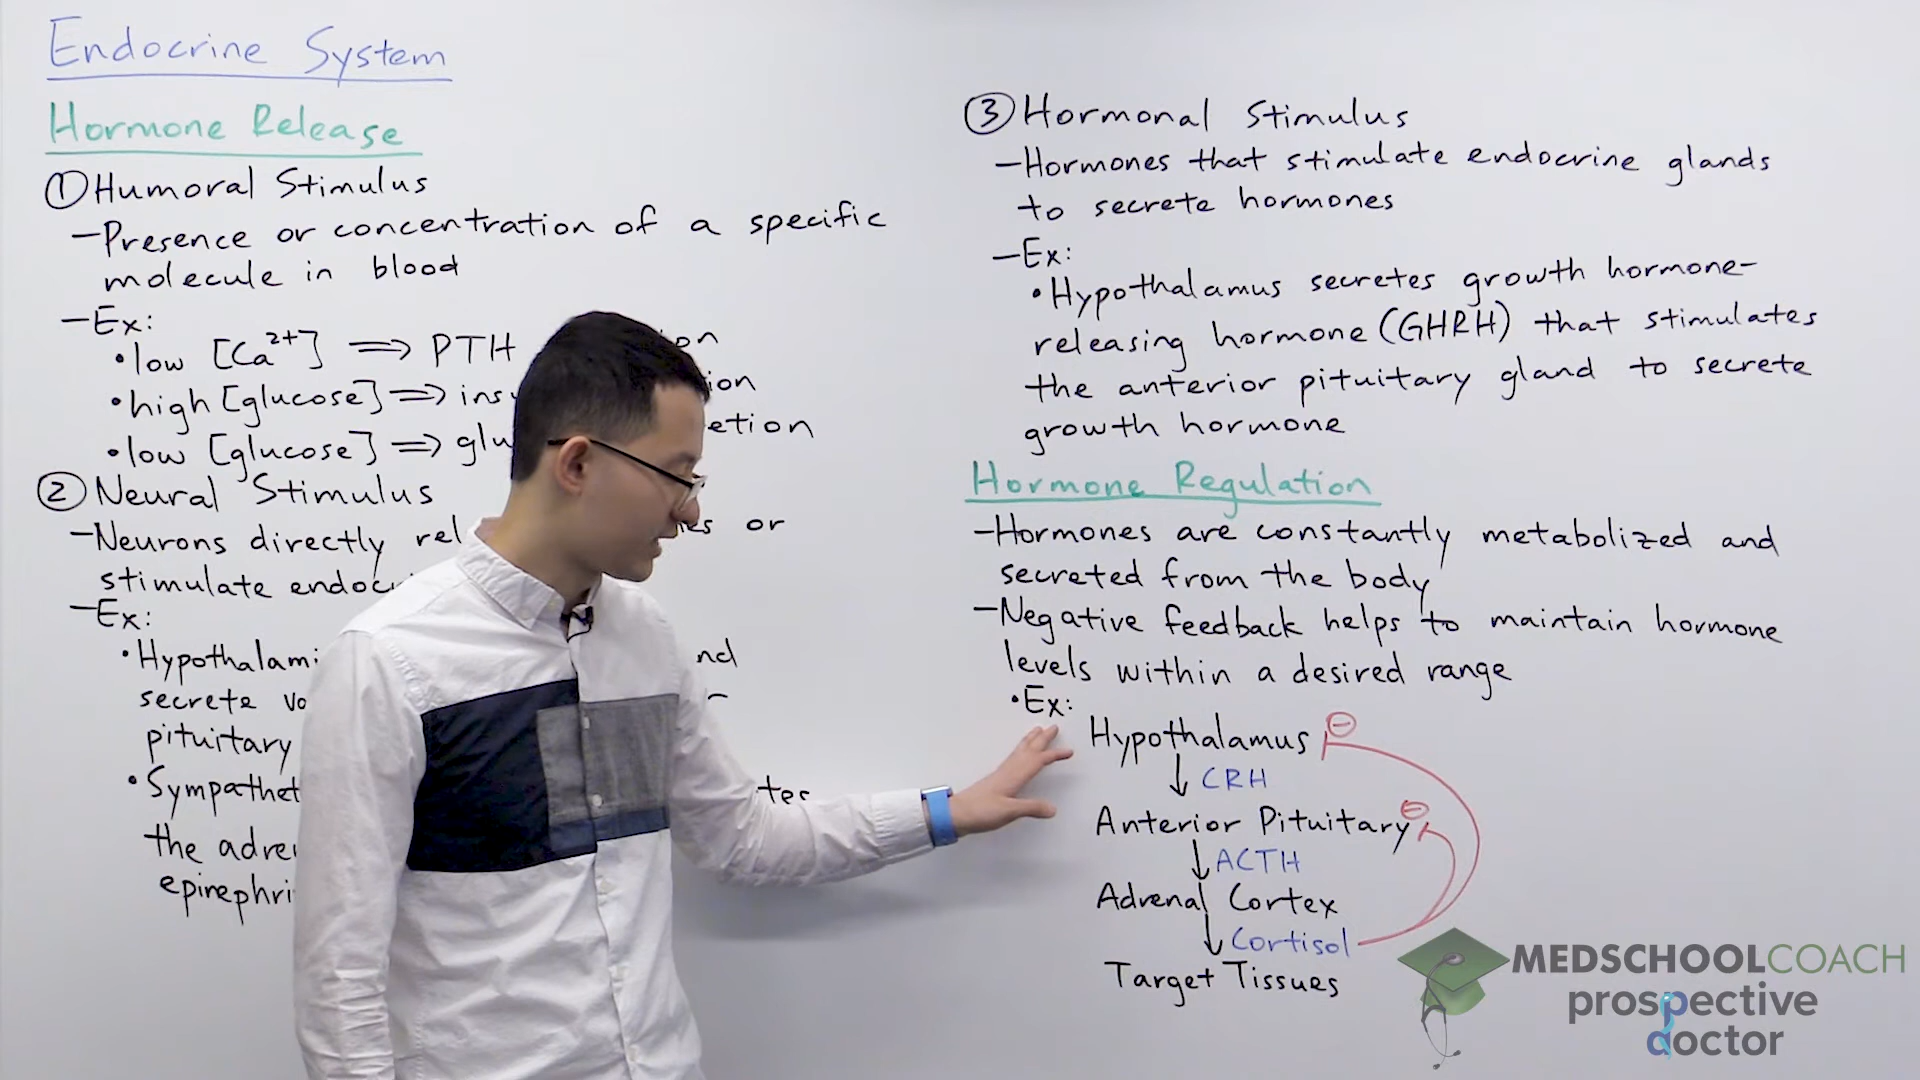 Endocrine System
Hormone Release
① Humoral Stimulus
- Presence or concentration of a specific
molecule in blood
- Ex:
• low [Ca²⁺] ⇒ PTH
• high [glucose] ⇒
• low [glucose] ⇒
② Neural Stimulus
- Neurons directly or
stimulate
- Ex:
•
secrete
pituitary
•
the
③ Hormonal Stimulus
- Hormones that stimulate endocrine glands
to secrete hormones
- Ex:
• Hypothalamus secretes growth hormone-
releasing hormone (GHRH) that stimulates
the anterior pituitary gland to secrete
growth hormone
Hormone Regulation
- Hormones are constantly metabolized and
secreted from the body
- Negative feedback helps to maintain hormone
levels within a desired range
• Ex:
Hypothalamus ⊖
↓ CRH
Anterior Pituitary ⊖
↓ ACTH
Adrenal Cortex
↓ Cortisol
Target Tissues
MEDSCHOOLCOACH
prospective
doctor